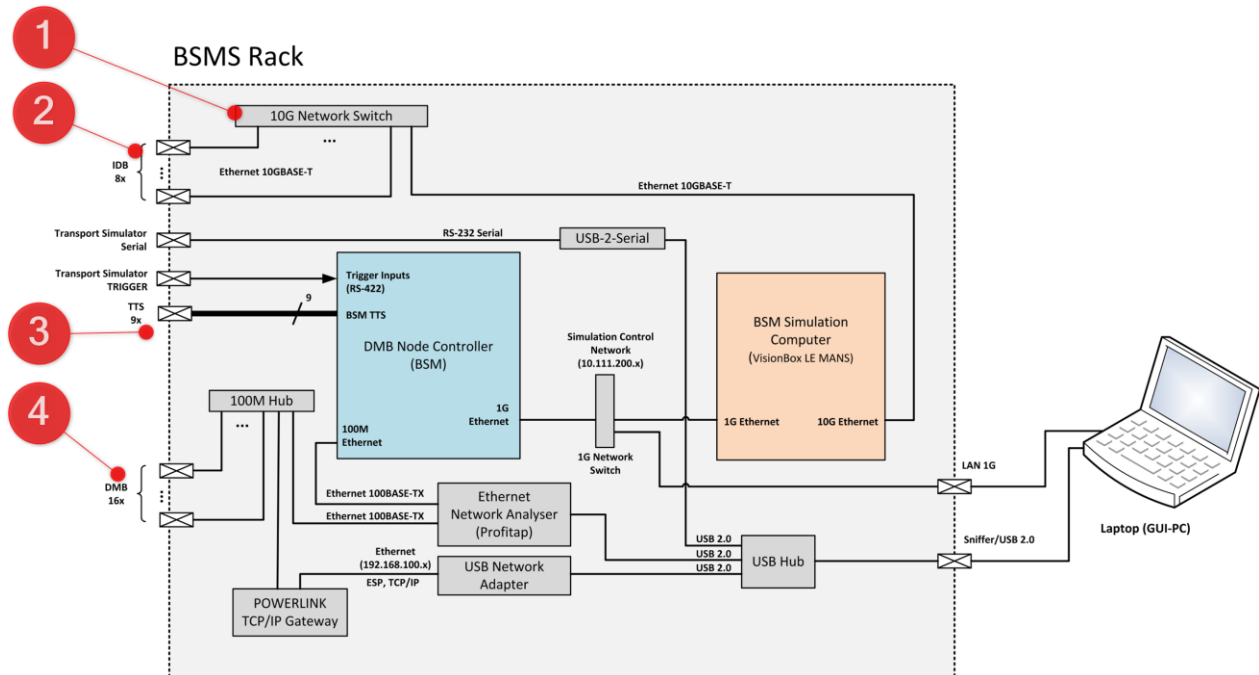 1
BSMS Rack
2
10G Network Switch
...
IDB
8x
...
Ethernet 10GBASE-T
Ethernet 10GBASE-T
Transport Simulator
Serial
RS-232 Serial
USB-2-Serial
Transport Simulator
TRIGGER
Trigger Inputs
(RS-422)
3
TTS
9x
9
BSM TTS
DMB Node Controller
(BSM)
Simulation Control
Network
(10.111.200.x)
BSM Simulation
Computer
(VisionBox LE MANS)
4
100M Hub
...
1G
Ethernet
100M
Ethernet
1G Ethernet
10G Ethernet
1G Network
Switch
LAN 1G
DMB
16x
...
Ethernet 100BASE-TX
Ethernet 100BASE-TX
Ethernet
Network Analyser
(Profitap)
Laptop (GUI-PC)
Sniffer/USB 2.0
USB 2.0
USB 2.0
USB 2.0
USB Hub
Ethernet
(192.168.100.x)
ESP, TCP/IP
USB Network
Adapter
POWERLINK
TCP/IP Gateway